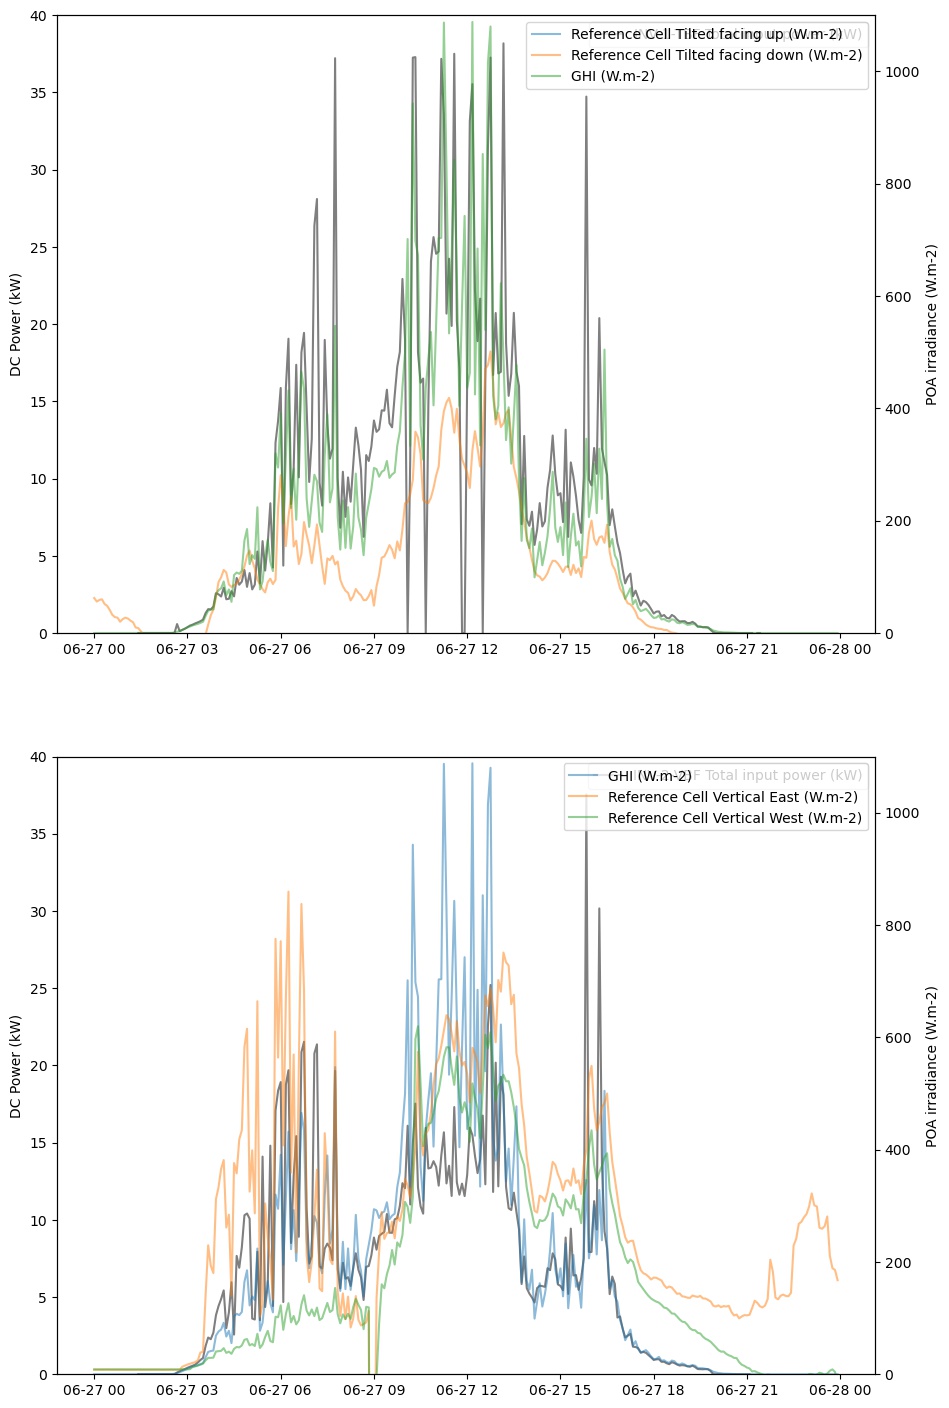 40
35
30
25
20
15
10
5
0
DC Power (kW)
Reference Cell Tilted facing up (W.m-2)
Reference Cell Tilted facing down (W.m-2)
GHI (W.m-2)
1000
800
600
400
200
0
POA irradiance (W.m-2)
06-27 00 06-27 03 06-27 06 06-27 09 06-27 12 06-27 15 06-27 18 06-27 21 06-28 00
40
35
30
25
20
15
10
5
0
DC Power (kW)
GHI (W.m-2) Total input power (kW)
Reference Cell Vertical East (W.m-2)
Reference Cell Vertical West (W.m-2)
1000
800
600
400
200
0
POA irradiance (W.m-2)
06-27 00 06-27 03 06-27 06 06-27 09 06-27 12 06-27 15 06-27 18 06-27 21 06-28 00